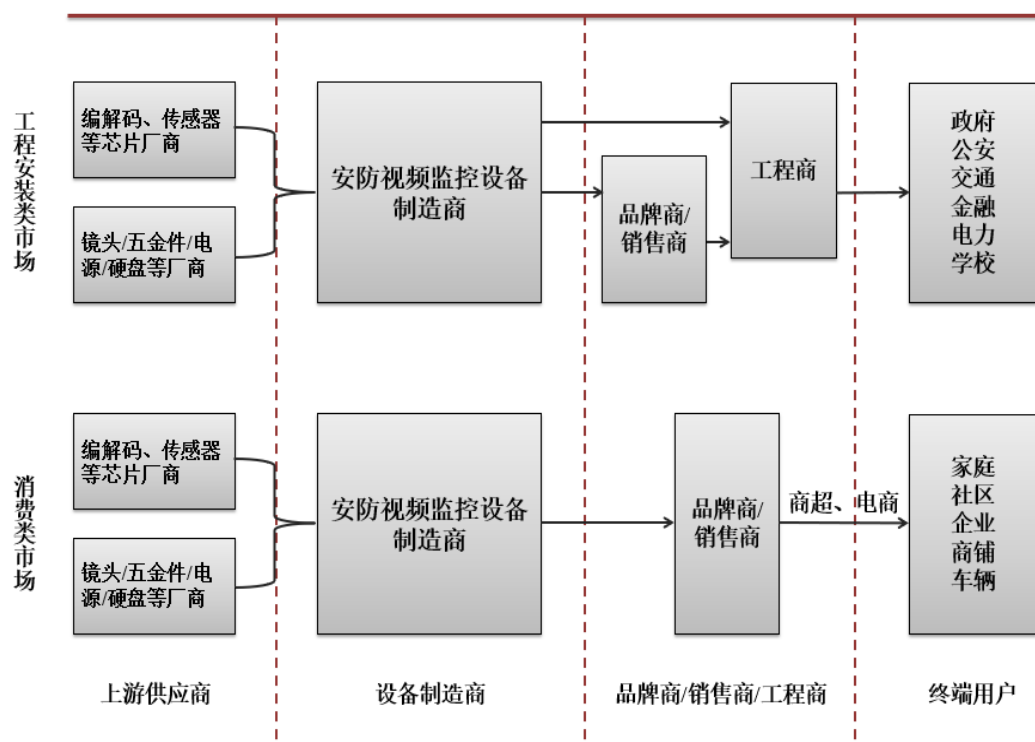 工程安装类市场
编解码、传感器
等芯片厂商
镜头/五金件/电
源/硬盘等厂商
安防视频监控设备
制造商
品牌商/
销售商
工程商
政府
公安
交通
金融
电力
学校
消费类市场
编解码、传感器
等芯片厂商
镜头/五金件/电
源/硬盘等厂商
安防视频监控设备
制造商
品牌商/
销售商
商超、电商
家庭
社区
企业
商铺
车辆
上游供应商
设备制造商
品牌商/销售商/工程商
终端用户